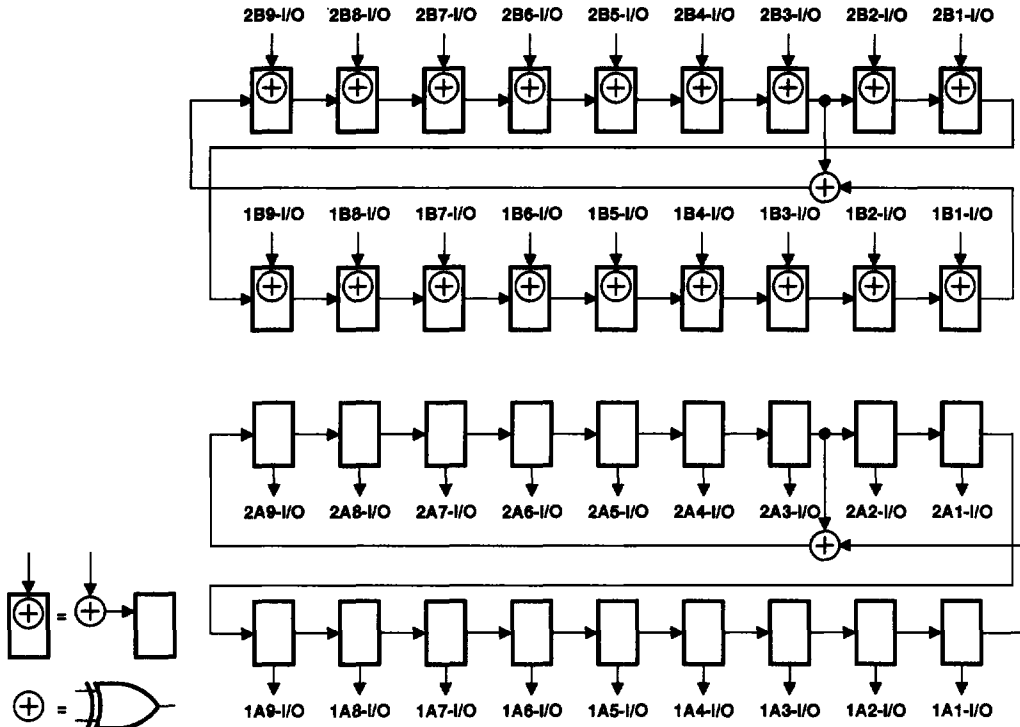 2B9-I/O 2B8-I/O 2B7-I/O 2B6-I/O 2B5-I/O 2B4-I/O 2B3-I/O 2B2-I/O 2B1-I/O
1B9-I/O 1B8-I/O 1B7-I/O 1B6-I/O 1B5-I/O 1B4-I/O 1B3-I/O 1B2-I/O 1B1-I/O
2A9-I/O 2A8-I/O 2A7-I/O 2A6-I/O 2A5-I/O 2A4-I/O 2A3-I/O 2A2-I/O 2A1-I/O
=
=
1A9-I/O 1A8-I/O 1A7-I/O 1A6-I/O 1A5-I/O 1A4-I/O 1A3-I/O 1A2-I/O 1A1-I/O